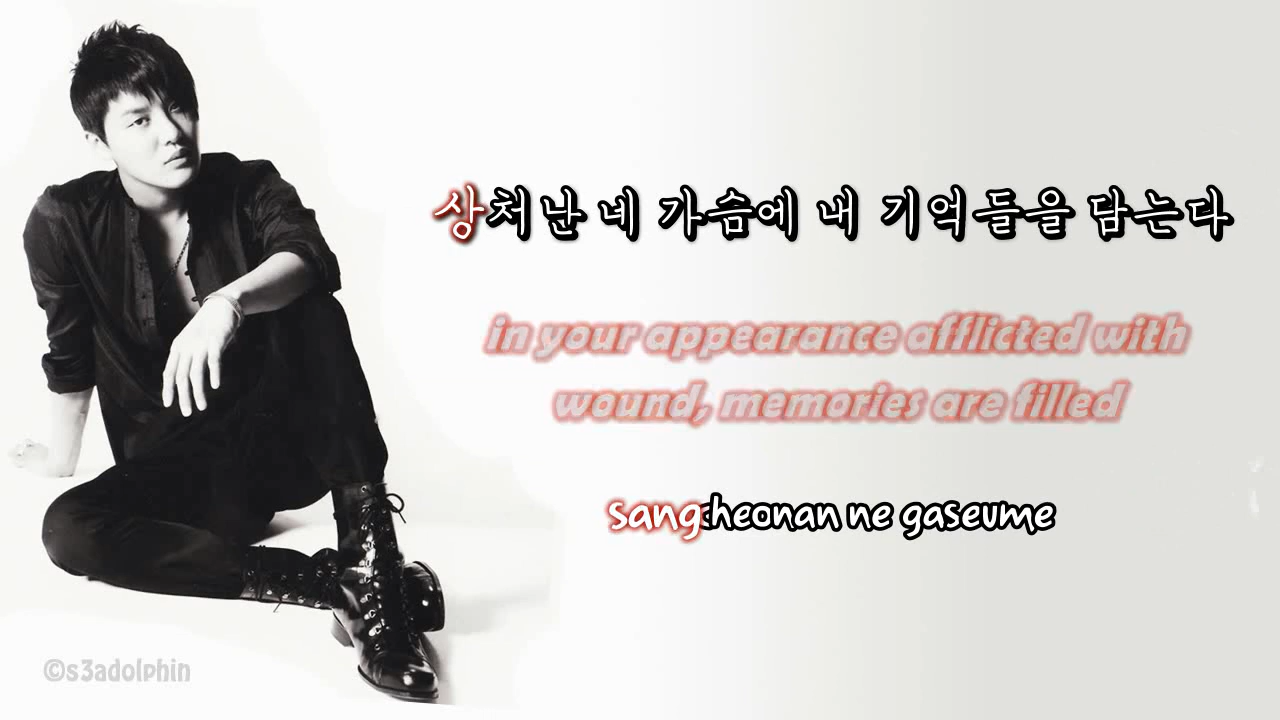 상처난 네 가슴에 내 기억들을 담는다
in your appearance afflicted with
wound, memories are filled
sangcheonan ne gaseume
©s3adolphin